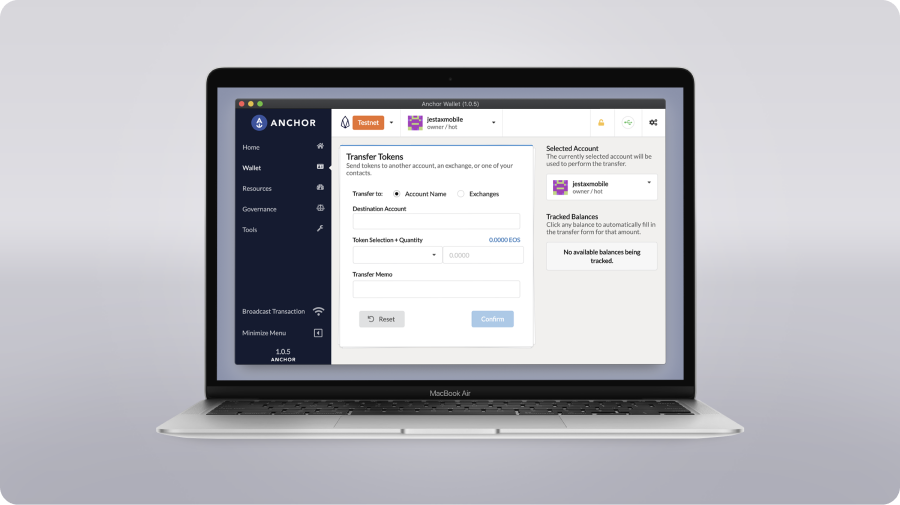 Anchor Wallet (1.0.5)
ANCHOR
Home
Wallet
Resources
Governance
Tools
Broadcast Transaction
Minimize Menu
1.0.5
ANCHOR
Testnet
jestaxmobile
owner / hot
Transfer Tokens
Send tokens to another account, an exchange, or one of your
contacts.
Transfer to: Account Name Exchanges
Destination Account
Token Selection + Quantity 0.0000 EOS
0.0000
Transfer Memo
Reset Confirm
Selected Account
The currently selected account will be
used to perform the transfer.
jestaxmobile
owner / hot
Tracked Balances
Click any balance to automatically fill in
the transfer form for that amount.
No available balances being
tracked.
MacBook Air